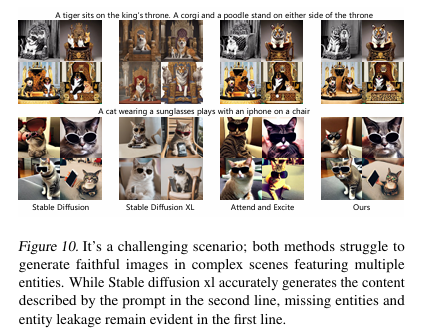 A tiger sits on the king's throne. A corgi and a poodle stand on either side of the throne
A cat wearing a sunglasses plays with an iphone on a chair
Stable Diffusion Stable Diffusion XL Attend and Excite Ours
Figure 10. It's a challenging scenario; both methods struggle to
generate faithful images in complex scenes featuring multiple
entities. While Stable diffusion xl accurately generates the content
described by the prompt in the second line, missing entities and
entity leakage remain evident in the first line.